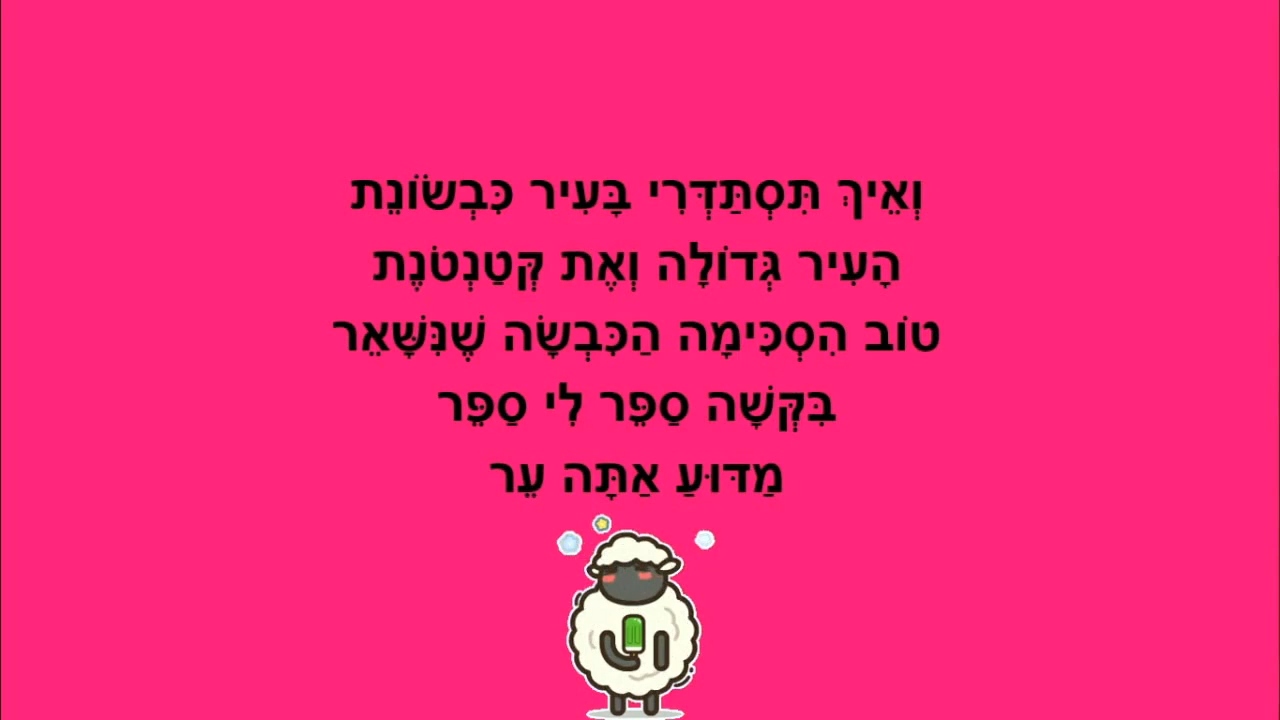 וְאֵיךְ תִּסְתַּדְּרִי בָּעִיר כִּבְשׂוֹנֵת
הָעִיר גְּדוֹלָה וְאֶת קְּטַנְטֹנֶת
טוֹב הִסְכִּימָה הַכִּבְשָׂה שֶׁנִּשָּׁאֵר
בִּקְּשָׁה סַפֵּר לִי סַפֵּר
מַדּוּעַ אַתָּה עֵר